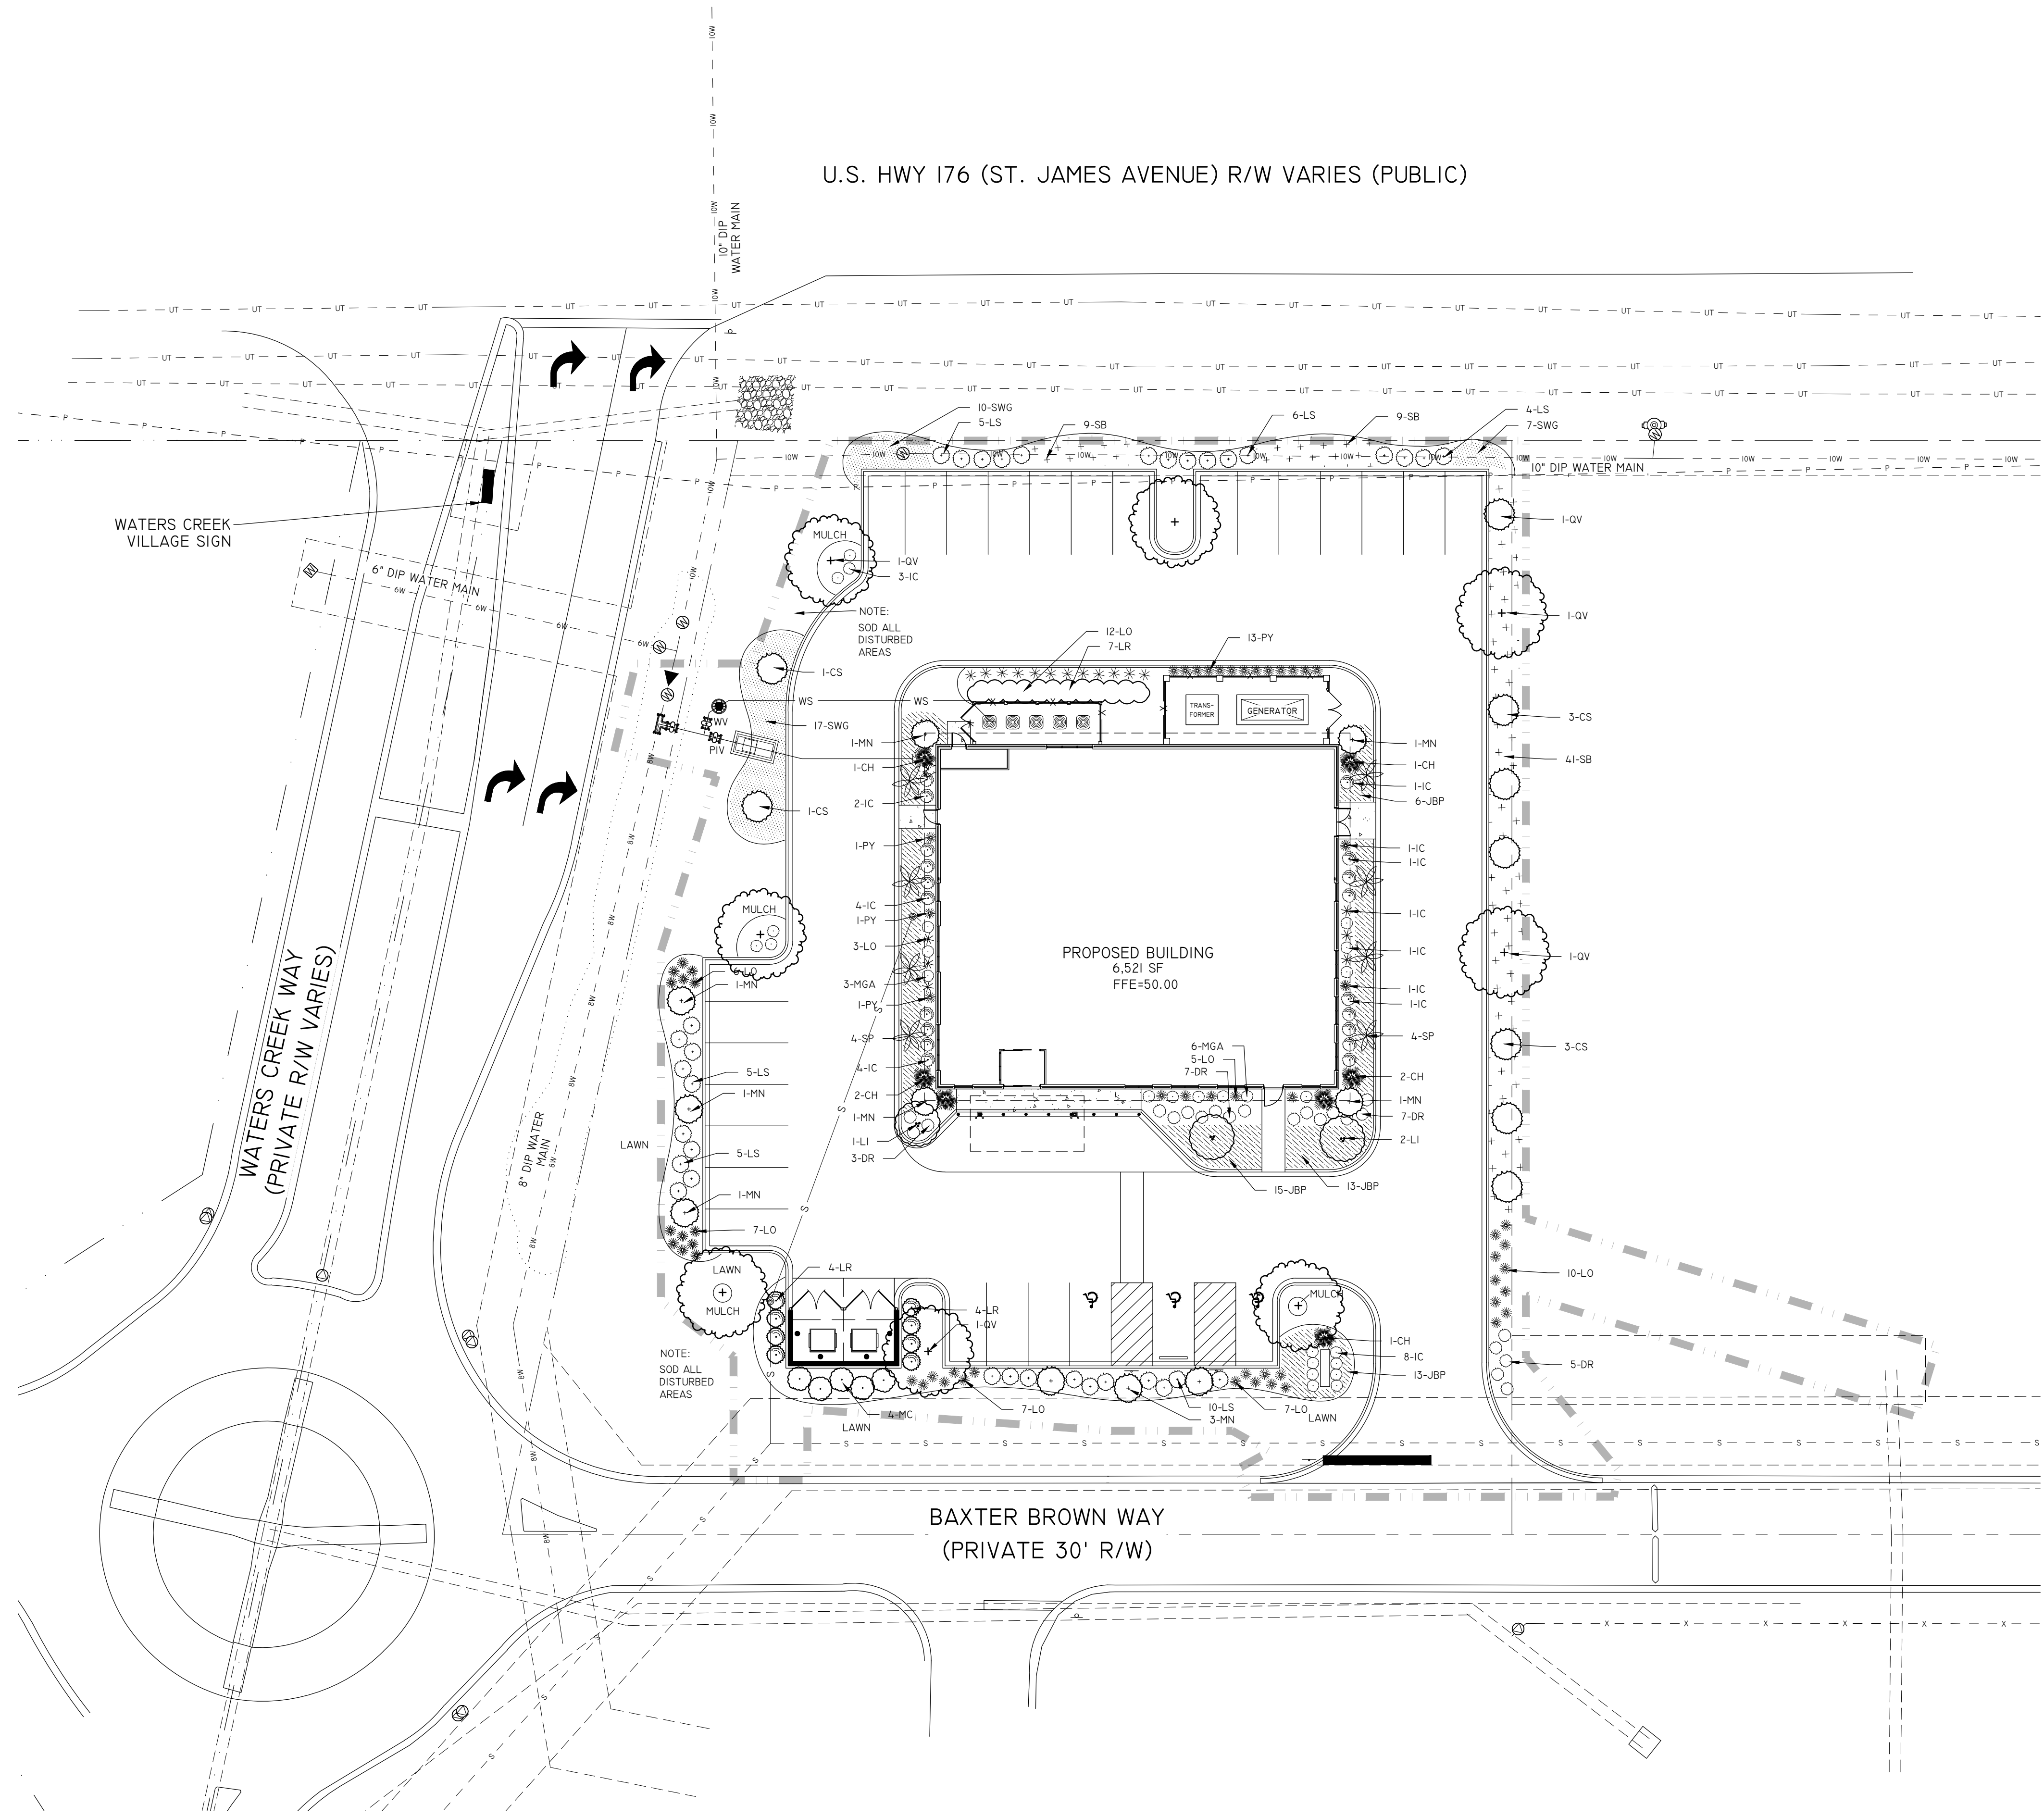 U.S. HWY 176 (ST. JAMES AVENUE) R/W VARIES (PUBLIC)
10" DIP
WATER MAIN
10W
UT
P
10-SWG
5-LS
9-SB
6-LS
9-SB
4-LS
7-SWG
10" DIP WATER MAIN
WATERS CREEK
VILLAGE SIGN
6" DIP WATER MAIN
6W
6W
6W
6W
MULCH
1-QV
3-IC
1-QV
NOTE:
SOD ALL
DISTURBED
AREAS
1-QV
12-LO
7-LR
13-PY
1-CS
WS
WS
17-SWG
WV
PIV
TRANS-
FORMER
GENERATOR
3-CS
1-MN
1-MN
1-CH
1-CH
41-SB
2-IC
1-IC
6-JBP
1-CS
1-PY
1-IC
1-IC
MULCH
4-IC
1-PY
1-IC
3-LO
1-IC
PROPOSED BUILDING
6,521 SF
FFE=50.00
1-QV
6-LO
1-MN
3-MGA
1-IC
1-PY
1-IC
4-SP
4-SP
6-MGA
5-LO
7-DR
3-CS
4-IC
5-LS
2-CH
2-CH
1-MN
1-MN
1-MN
7-DR
1-LI
2-LI
3-DR
LAWN
5-LS
8" DIP WATER
MAIN
8W
15-JBP
13-JBP
1-MN
7-LO
WATERS CREEK WAY
(PRIVATE R/W VARIES)
LAWN
MULCH
4-LR
4-LR
1-QV
MULCH
10-LO
1-CH
8-IC
13-JBP
5-DR
NOTE:
SOD ALL
DISTURBED
AREAS
4-MC
LAWN
7-LO
10-LS
3-MN
7-LO
LAWN
S
BAXTER BROWN WAY
(PRIVATE 30' R/W)
X